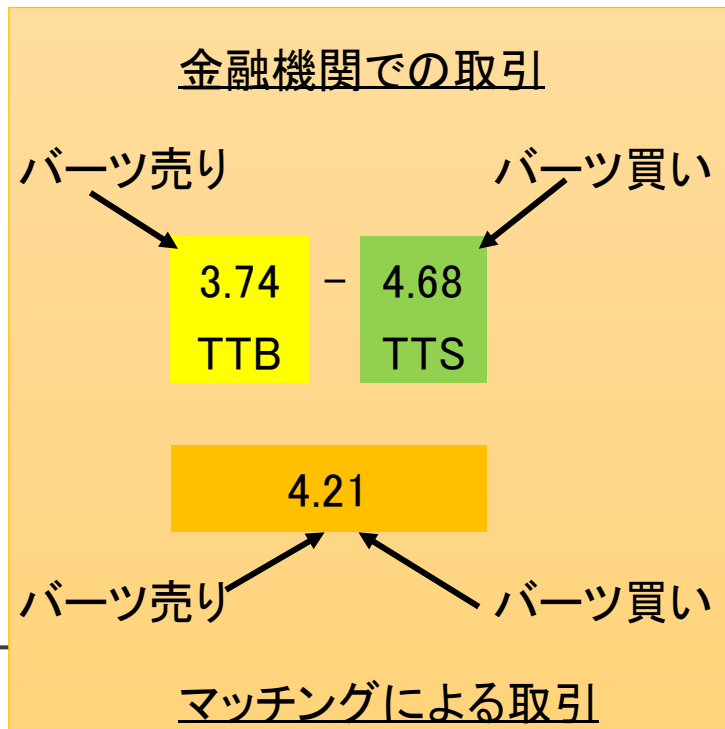 金融機関での取引
バーツ売り
バーツ買い
3.74 - 4.68
TTB TTS
4.21
バーツ売り
バーツ買い
マッチングによる取引